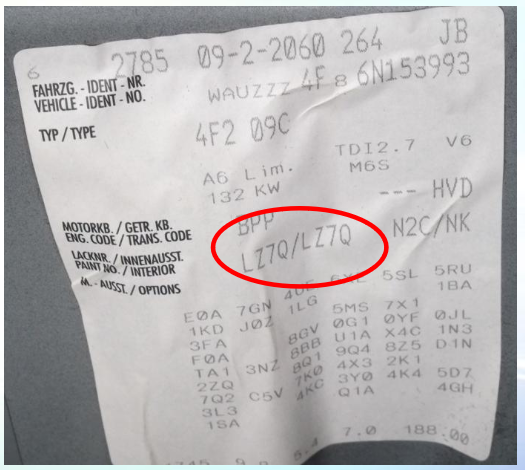 6 2785 09-2-2060 264 JB
FAHRZG. - IDENT - NR.
VEHICLE - IDENT - NO.
WAUZZZ 4F 8 6N153993
TYP / TYPE
4F2 09C
A6 Lim. TDI2.7 V6
132 KW M6S
--- HVD
MOTORKB. / GETR. KB.
ENG. CODE / TRANS. CODE
BPP
LACKNR. / INNENAUSST.
PAINT NO. / INTERIOR
LZ7Q/LZ7Q N2C/NK
M. - AUSST. / OPTIONS
E0A 7GN 4UE 6XE 5SL 5RU
1KD J0Z 1LG 5MS 7X1 1BA
3FA 8GV 0G1 0YF 0JL
F0A 8BB U1A X4C 1N3
TA1 3NZ 8Q1 9Q4 8Z5 D1N
2ZQ 7K0 4X3 2K1
7Q2 C5V 4KC 3Y0 4K4 5D7
3L3 Q1A 4GH
1SA
7.0 188.00